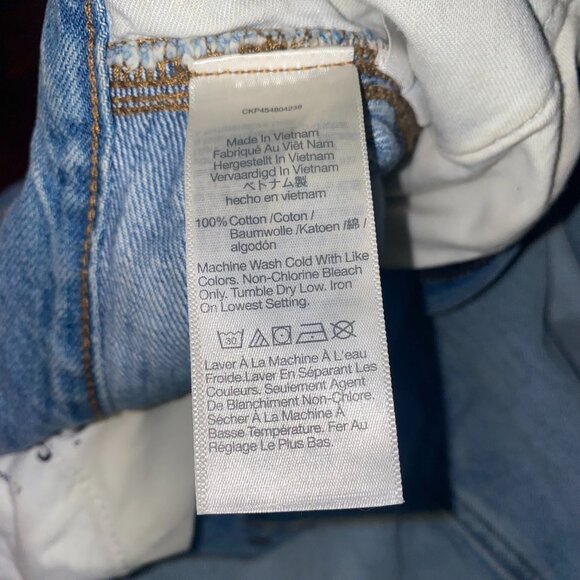 CKP454804239
Made In Vietnam
Fabriqué Au Viêt Nam
Hergestellt In Vietnam
Vervaardigd In Vietnam
ベトナム製
hecho en vietnam
100% Cotton /Coton /
Baumwolle /Katoen /綿 /
algodón
Machine Wash Cold With Like
Colors. Non-Chlorine Bleach
Only. Tumble Dry Low. Iron
On Lowest Setting.
30
Laver À La Machine À L'eau
Froide.Laver En Séparant Les
Couleurs. Seulement Agent
De Blanchiment Non-Chlore.
Sécher À La Machine À
Basse Température. Fer Au
Réglage Le Plus Bas.